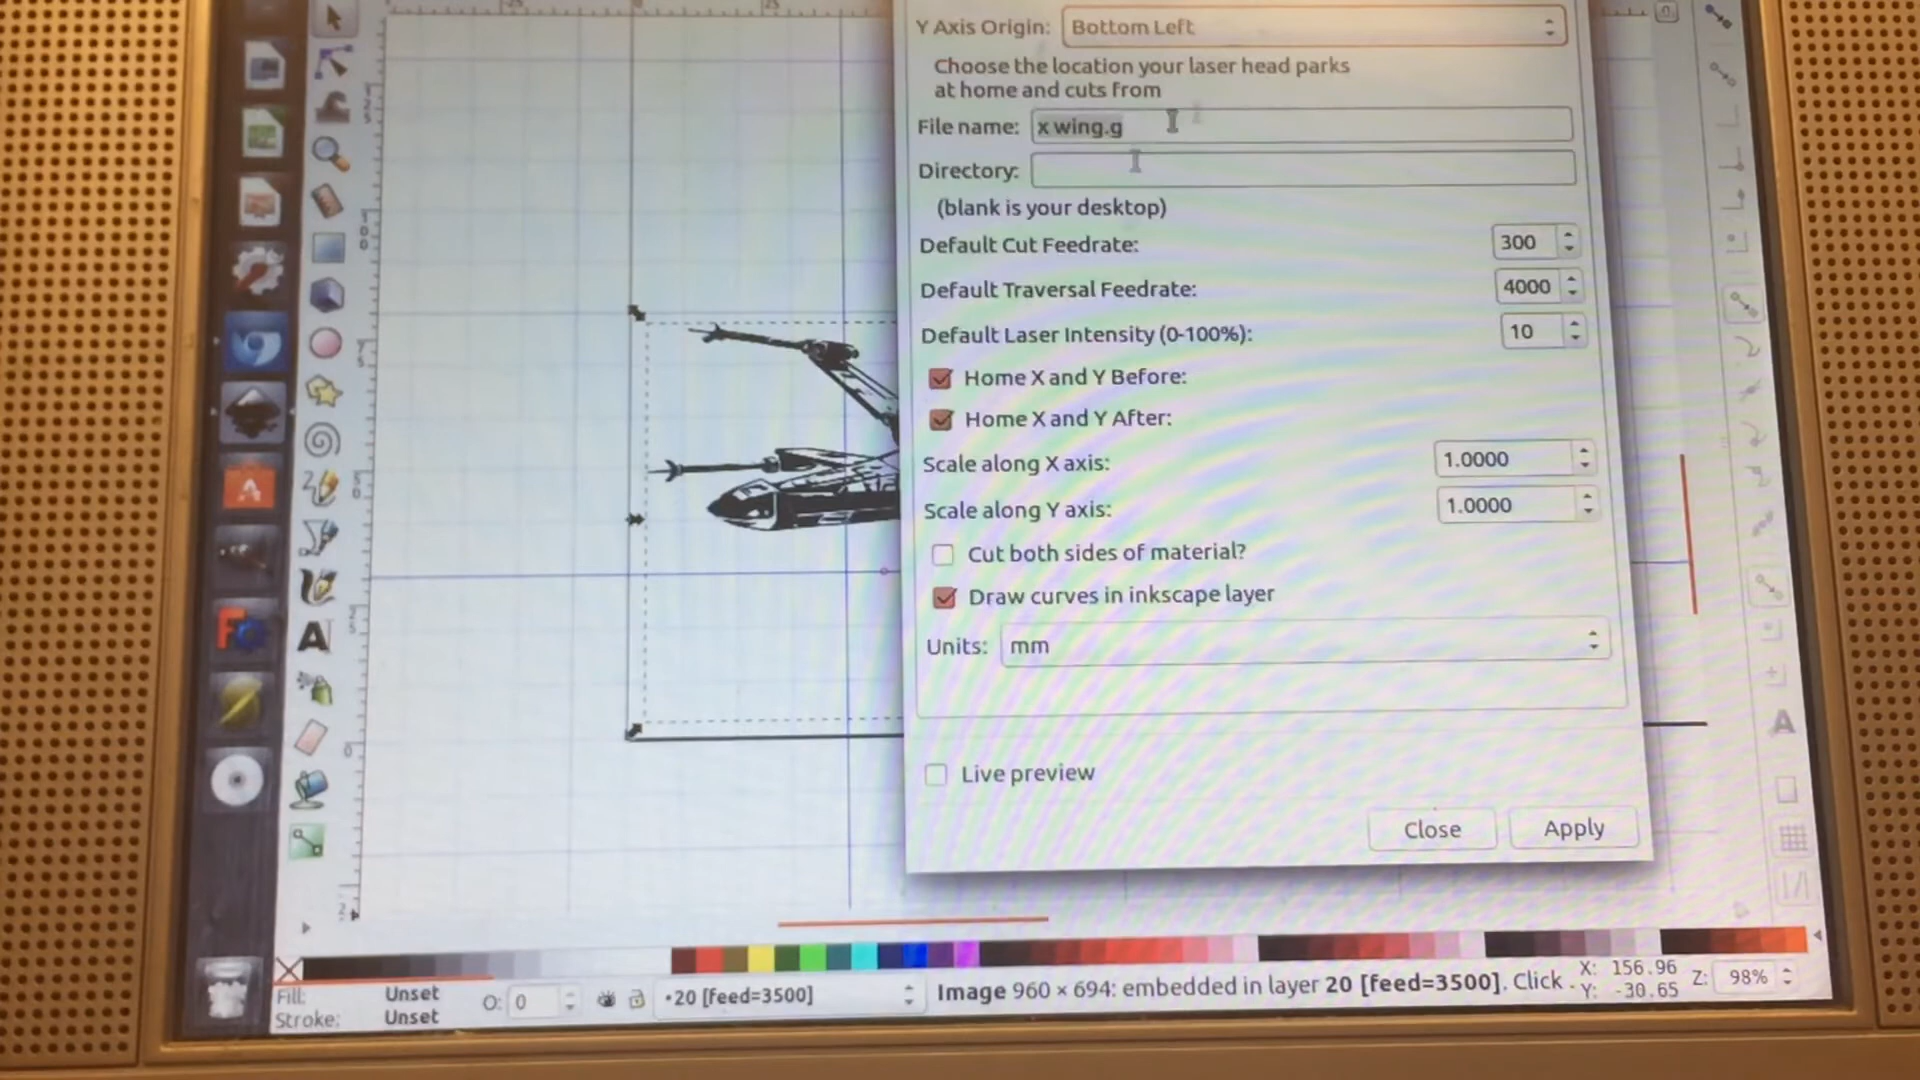 Y Axis Origin: Bottom Left
Choose the location your laser head parks
at home and cuts from
File name: x wing.g
Directory:
(blank is your desktop)
Default Cut Feedrate: 300
Default Traversal Feedrate: 4000
Default Laser Intensity (0-100%): 10
Home X and Y Before:
Home X and Y After:
Scale along X axis: 1.0000
Scale along Y axis: 1.0000
Cut both sides of material?
Draw curves in inkscape layer
Units: mm
Live preview
Close Apply
Fill: Unset
Stroke: Unset
O: 0
•20 [feed=3500]
Image 960 × 694: embedded in layer 20 [feed=3500]. Click
X: 156.96
Y: -30.65
Z: 98%